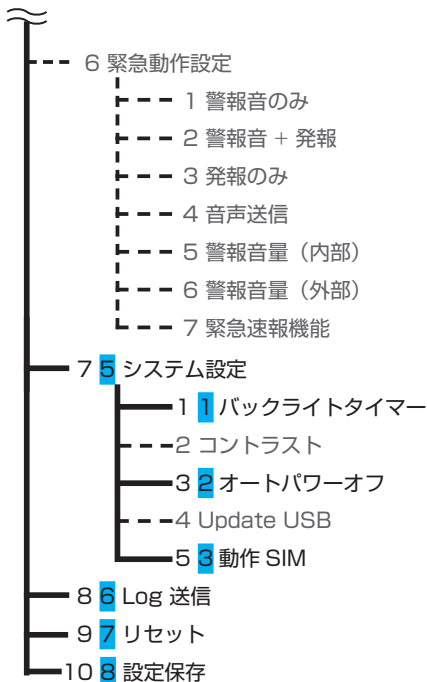 6 緊急動作設定
1 警報音のみ
2 警報音 + 発報
3 発報のみ
4 音声送信
5 警報音量（内部）
6 警報音量（外部）
7 緊急速報機能
7 5 システム設定
1 1 バックライトタイマー
2 コントラスト
3 2 オートパワーオフ
4 Update USB
5 3 動作 SIM
8 6 Log 送信
9 7 リセット
10 8 設定保存